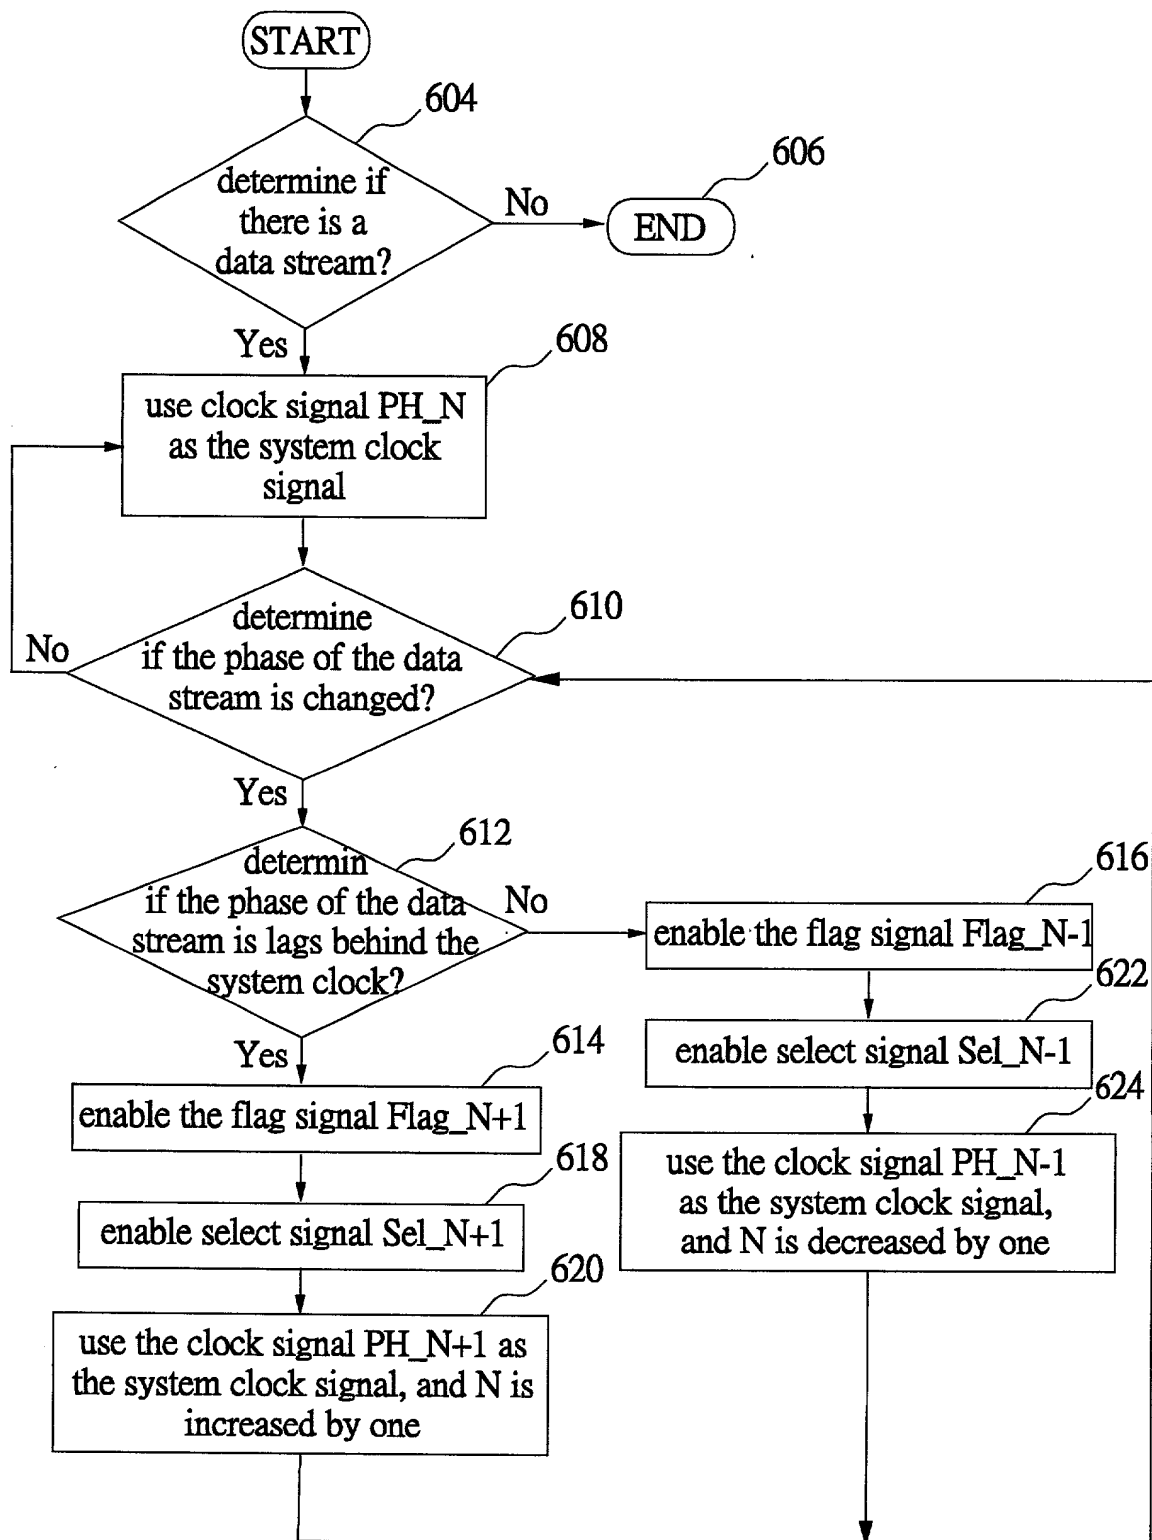 START
604
determine if
there is a
data stream?
No
606
END
Yes
608
use clock signal PH_N
as the system clock
signal
610
determine
if the phase of the data
stream is changed?
No
Yes
612
determin
if the phase of the data
stream is lags behind the
system clock?
No
616
enable the flag signal Flag_N-1
622
enable select signal Sel_N-1
624
use the clock signal PH_N-1
as the system clock signal,
and N is decreased by one
Yes
614
enable the flag signal Flag_N+1
618
enable select signal Sel_N+1
620
use the clock signal PH_N+1 as
the system clock signal, and N is
increased by one